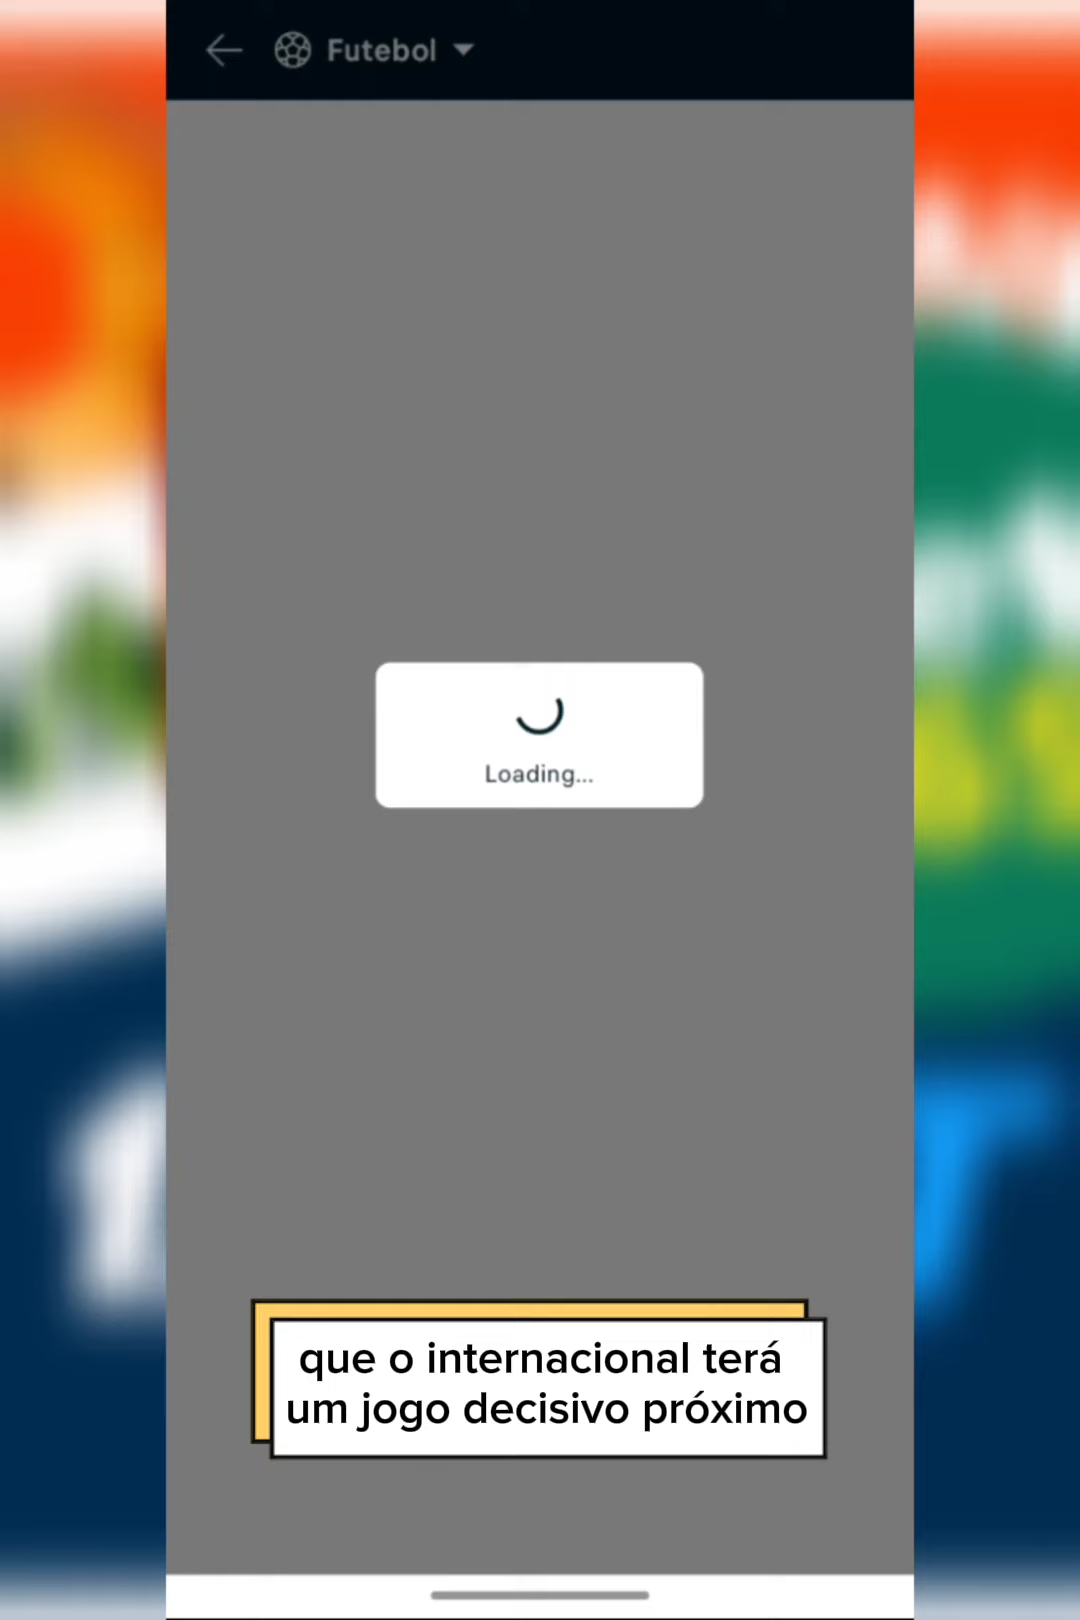 Futebol
Loading...
que o internacional terá
um jogo decisivo próximo